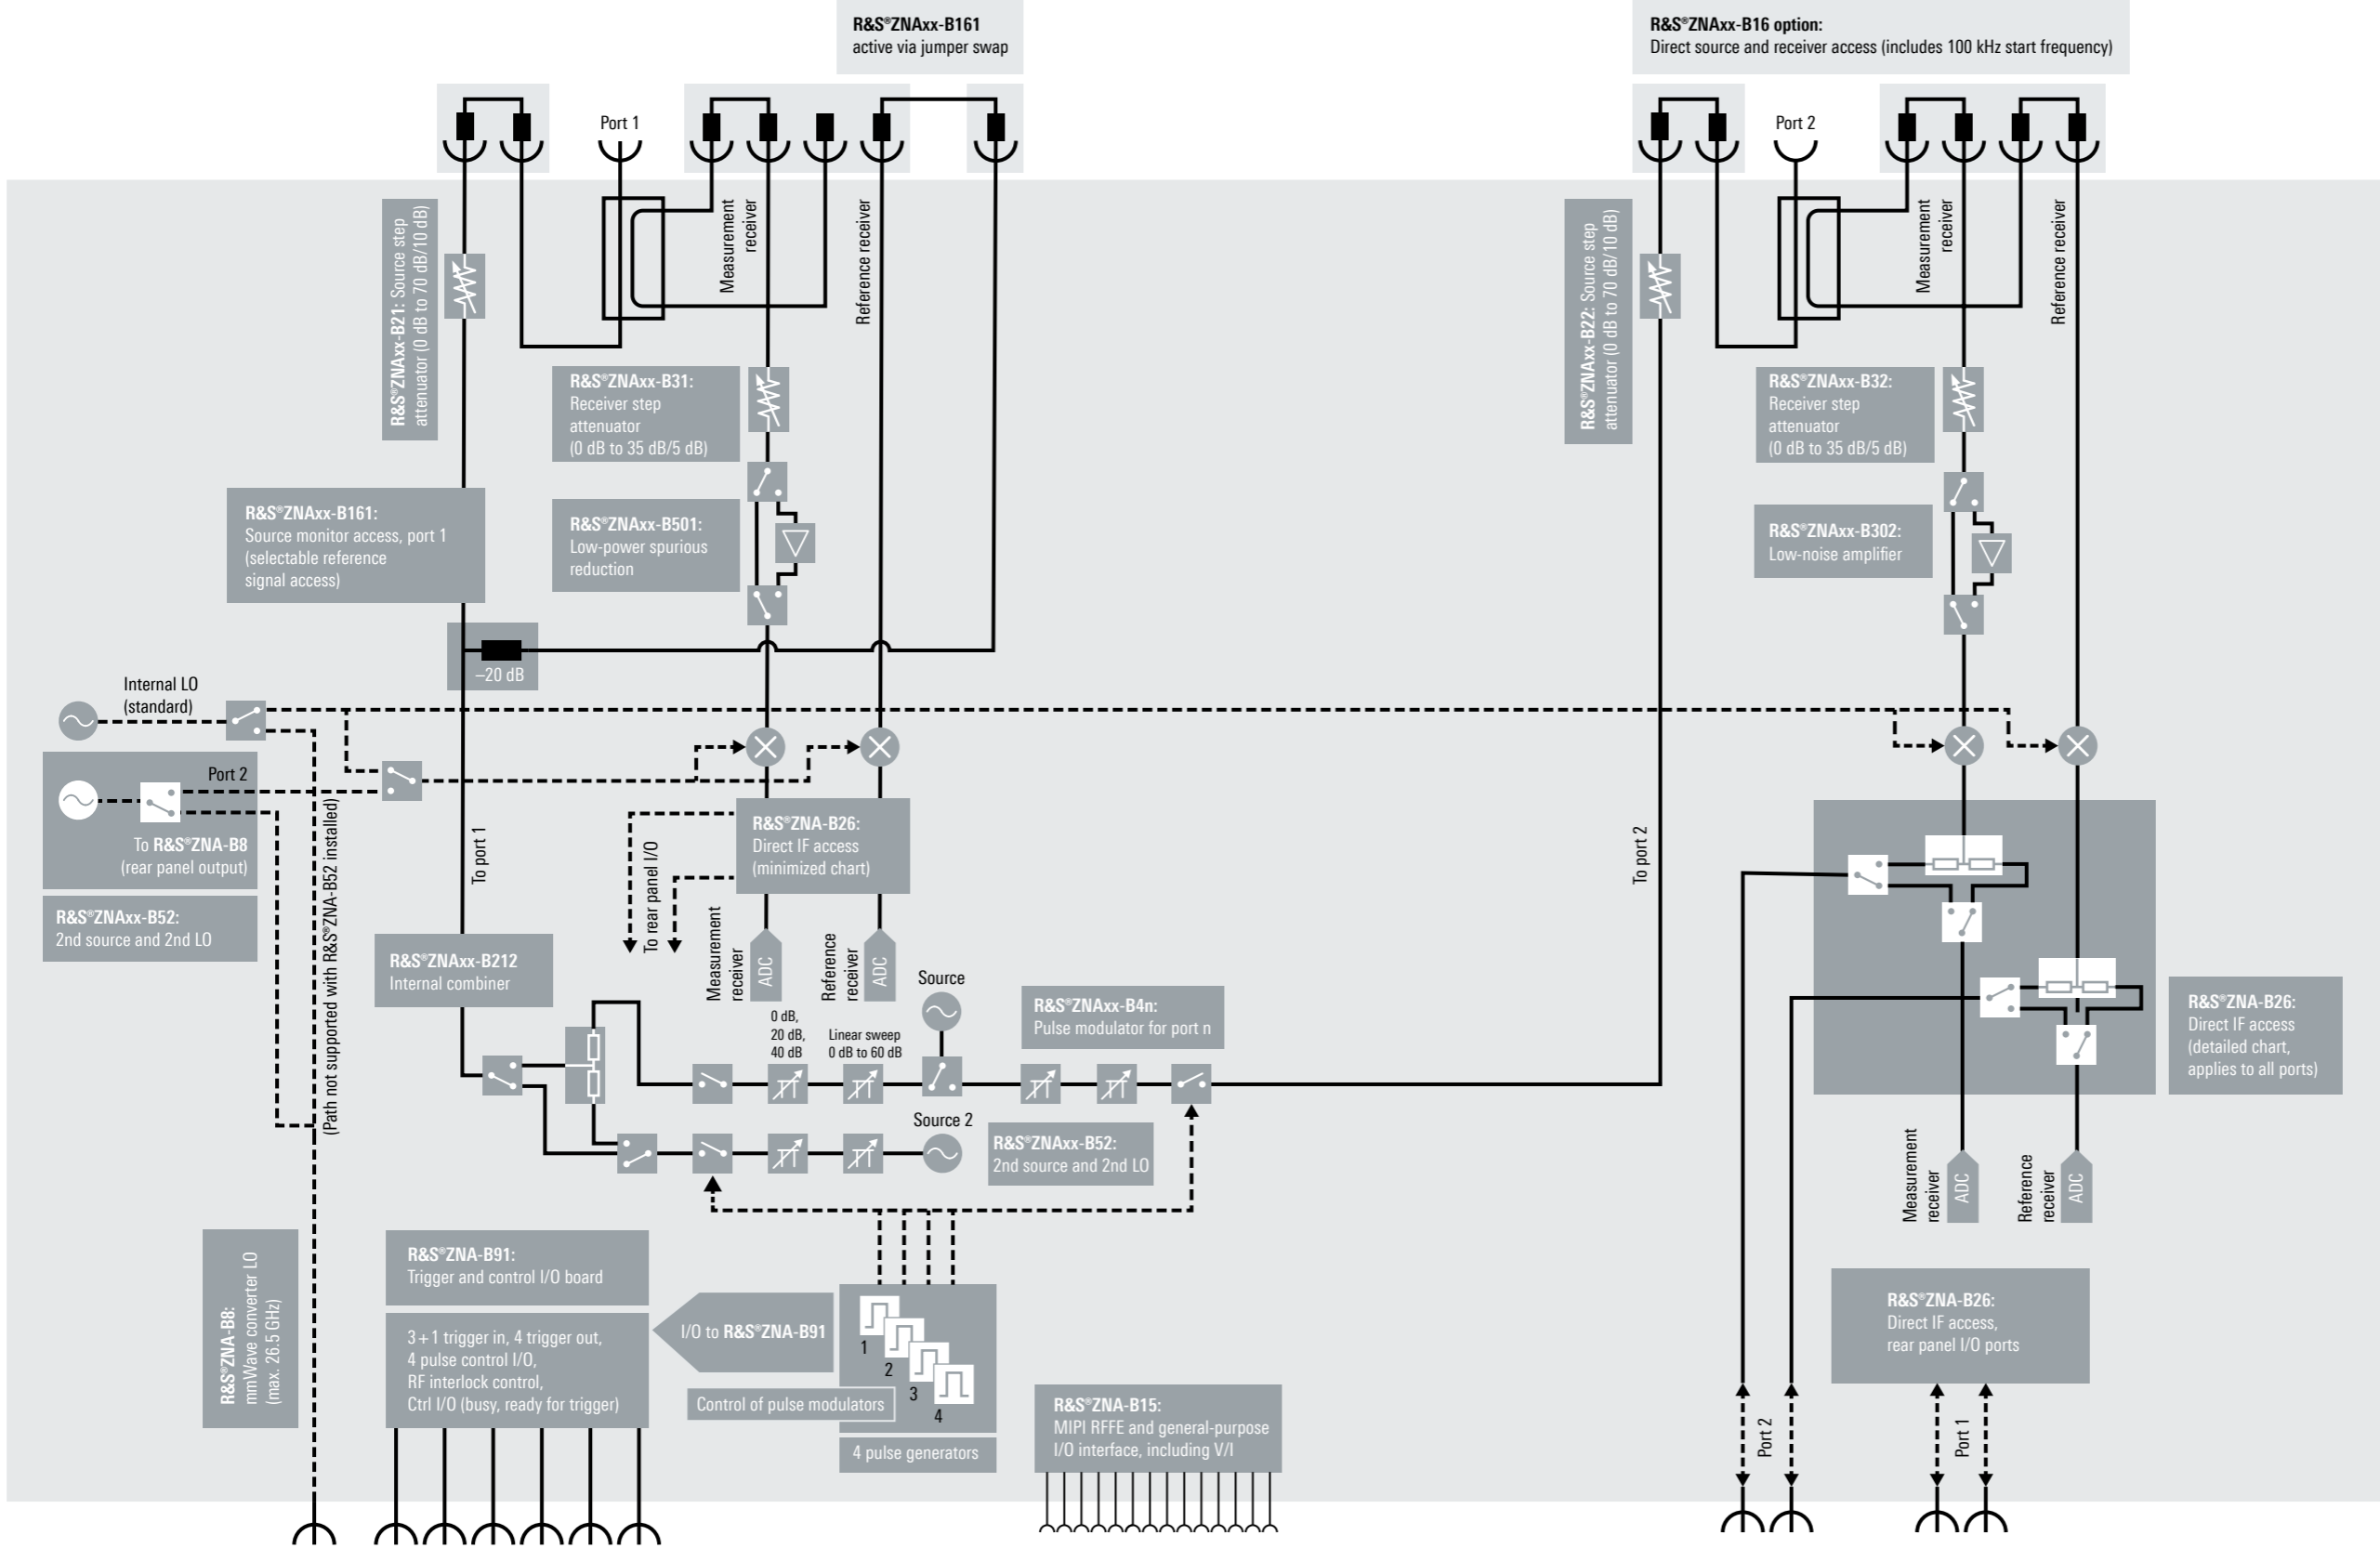 R&S®ZNAxx-B161
active via jumper swap
R&S®ZNAxx-B16 option:
Direct source and receiver access (includes 100 kHz start frequency)
Port 1
Port 2
R&S®ZNAxx-B21: Source step
attenuator (0 dB to 70 dB/10 dB)
Measurement
receiver
Reference receiver
R&S®ZNAxx-B22: Source step
attenuator (0 dB to 70 dB/10 dB)
Measurement
receiver
Reference receiver
R&S®ZNAxx-B31:
Receiver step
attenuator
(0 dB to 35 dB/5 dB)
R&S®ZNAxx-B32:
Receiver step
attenuator
(0 dB to 35 dB/5 dB)
R&S®ZNAxx-B161:
Source monitor access, port 1
(selectable reference
signal access)
R&S®ZNAxx-B501:
Low-power spurious
reduction
R&S®ZNAxx-B302:
Low-noise amplifier
–20 dB
Internal LO
(standard)
Port 2
To R&S®ZNA-B8
(rear panel output)
R&S®ZNAxx-B52:
2nd source and 2nd LO
(Path not supported with R&S®ZNA-B52 installed)
To port 1
To rear panel I/O
R&S®ZNA-B26:
Direct IF access
(minimized chart)
To port 2
Measurement
receiver
ADC
Reference
receiver
ADC
R&S®ZNAxx-B212
Internal combiner
0 dB,
20 dB,
40 dB
Linear sweep
0 dB to 60 dB
Source
R&S®ZNAxx-B4n:
Pulse modulator for port n
R&S®ZNA-B26:
Direct IF access
(detailed chart,
applies to all ports)
Source 2
R&S®ZNAxx-B52:
2nd source and 2nd LO
Measurement
receiver
ADC
Reference
receiver
ADC
R&S®ZNA-B8:
mmWave converter LO
(max. 26.5 GHz)
R&S®ZNA-B91:
Trigger and control I/O board
3 + 1 trigger in, 4 trigger out,
4 pulse control I/O,
RF interlock control,
Ctrl I/O (busy, ready for trigger)
I/O to R&S®ZNA-B91
1
2
3
4
Control of pulse modulators
4 pulse generators
R&S®ZNA-B15:
MIPI RFFE and general-purpose
I/O interface, including V/I
R&S®ZNA-B26:
Direct IF access,
rear panel I/O ports
Port 2
Port 1